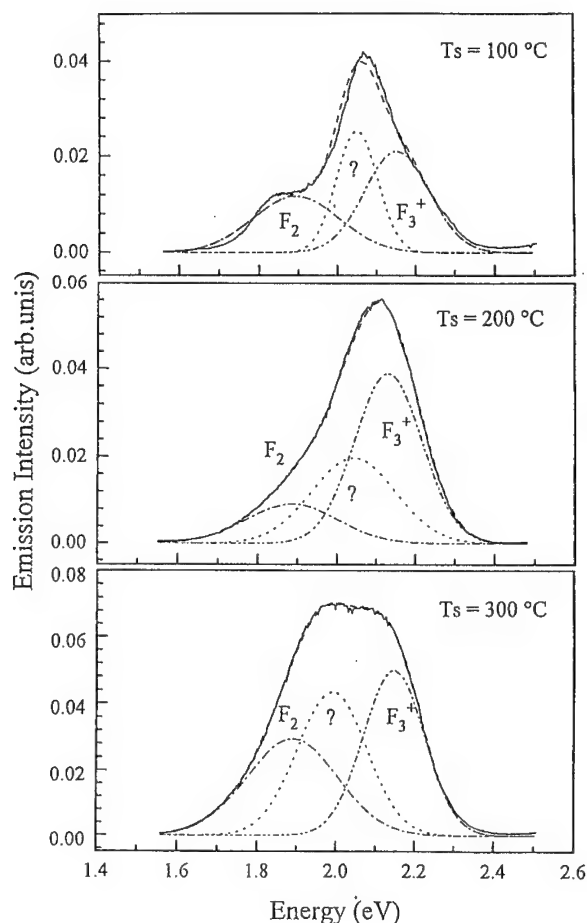 Ts = 100 °C
0.04
0.02
0.00
F2
?
F3+
Ts = 200 °C
0.06
0.04
0.02
0.00
F2
?
F3+
Ts = 300 °C
0.08
0.06
0.04
0.02
0.00
F2
?
F3+
1.4 1.6 1.8 2.0 2.2 2.4 2.6
Energy (eV)
Emission Intensity (arb.unis)